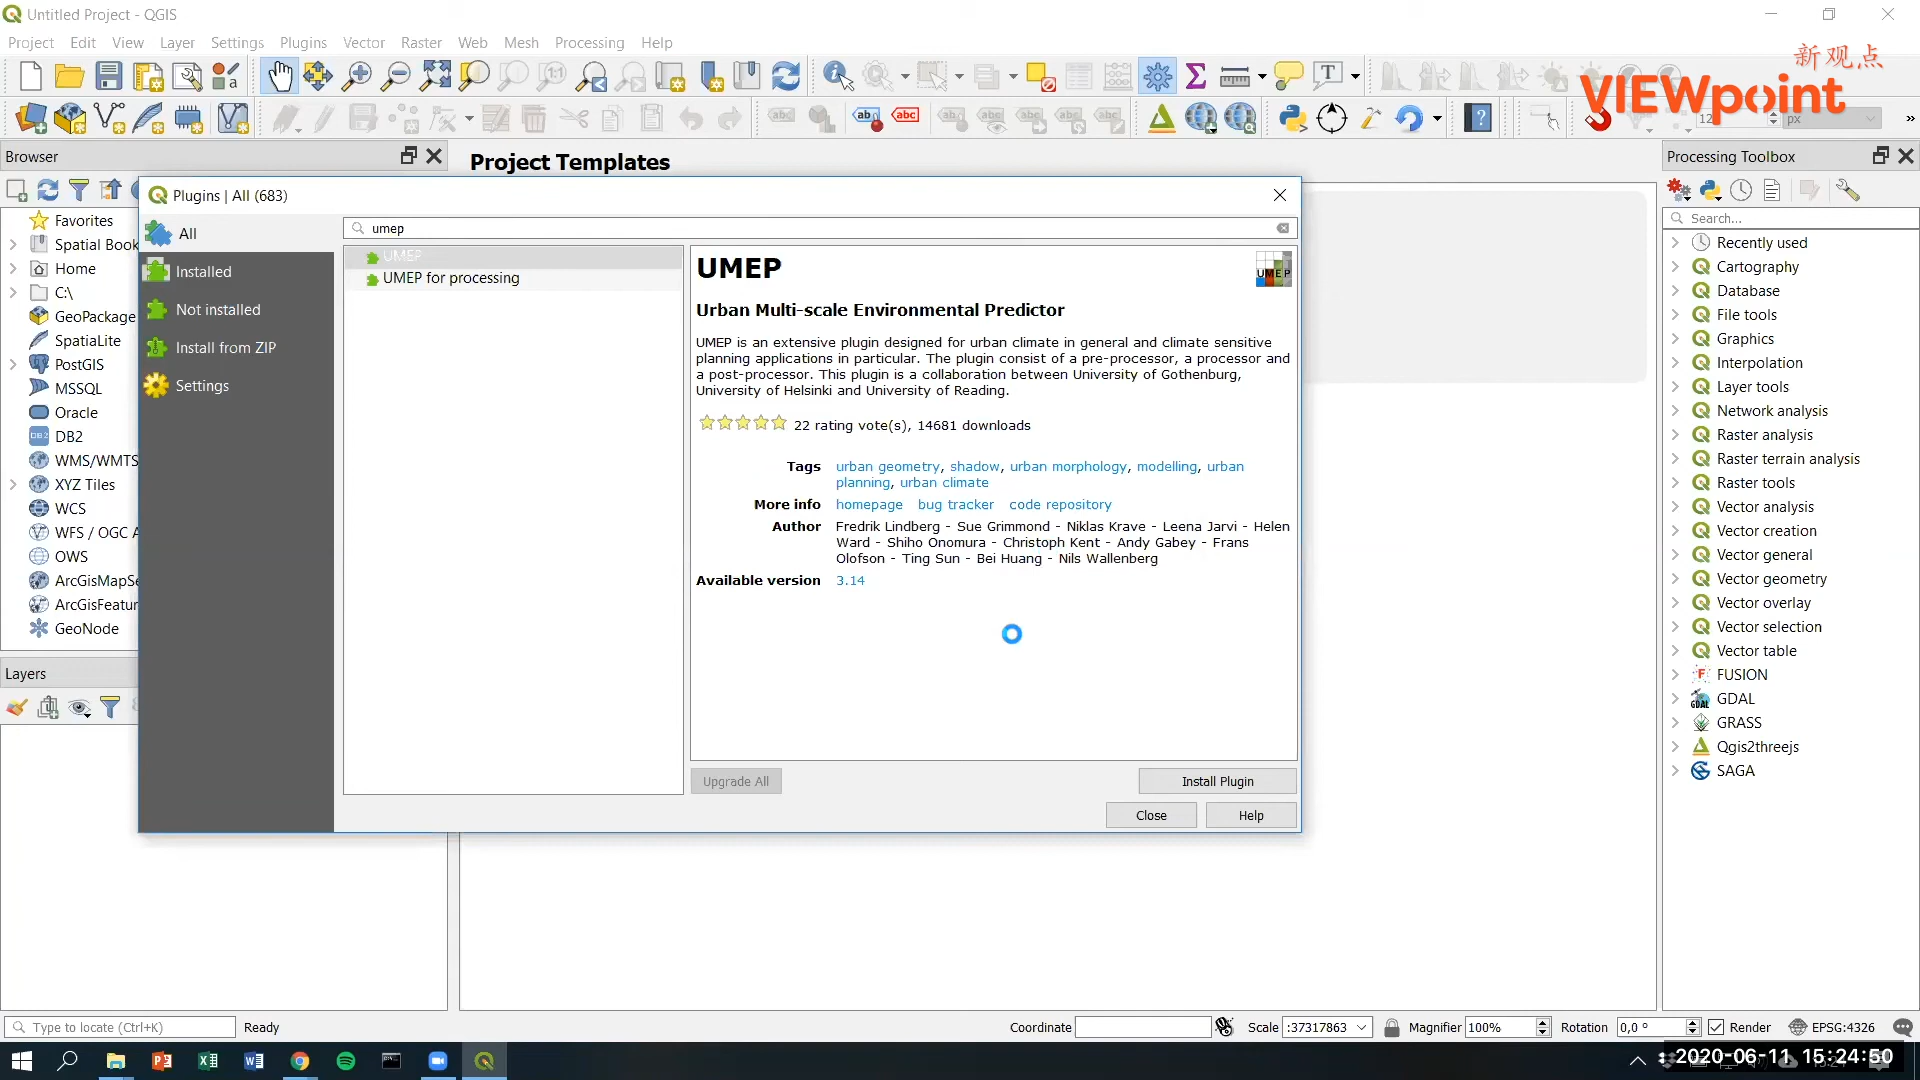 Untitled Project - QGIS
Project Edit View Layer Settings Plugins Vector Raster Web Mesh Processing Help
新观点
VIEWpoint
Browser
Project Templates
Processing Toolbox
Plugins | All (683)
All
umep
Search...
Favorites
Spatial Book
Home
C:\
GeoPackage
SpatiaLite
PostGIS
MSSQL
Oracle
DB2
WMS/WMTS
XYZ Tiles
WCS
WFS / OGC A
OWS
ArcGisMapSe
ArcGisFeatur
GeoNode
Installed
Not installed
Install from ZIP
Settings
UMEP
UMEP for processing
UMEP
UMEP
Urban Multi-scale Environmental Predictor
UMEP is an extensive plugin designed for urban climate in general and climate sensitive
planning applications in particular. The plugin consist of a pre-processor, a processor and
a post-processor. This plugin is a collaboration between University of Gothenburg,
University of Helsinki and University of Reading.
22 rating vote(s), 14681 downloads
Tags urban geometry, shadow, urban morphology, modelling, urban
planning, urban climate
More info homepage bug tracker code repository
Author Fredrik Lindberg - Sue Grimmond - Niklas Krave - Leena Jarvi - Helen
Ward - Shiho Onomura - Christoph Kent - Andy Gabey - Frans
Olofson - Ting Sun - Bei Huang - Nils Wallenberg
Available version 3.14
Upgrade All
Install Plugin
Close
Help
Recently used
Cartography
Database
File tools
Graphics
Interpolation
Layer tools
Network analysis
Raster analysis
Raster terrain analysis
Raster tools
Vector analysis
Vector creation
Vector general
Vector geometry
Vector overlay
Vector selection
Vector table
FUSION
GDAL
GRASS
Qgis2threejs
SAGA
Layers
Type to locate (Ctrl+K)
Ready
Coordinate
Scale :37317863
Magnifier 100%
Rotation 0,0 °
Render
EPSG:4326
2020-06-11 15:24:50